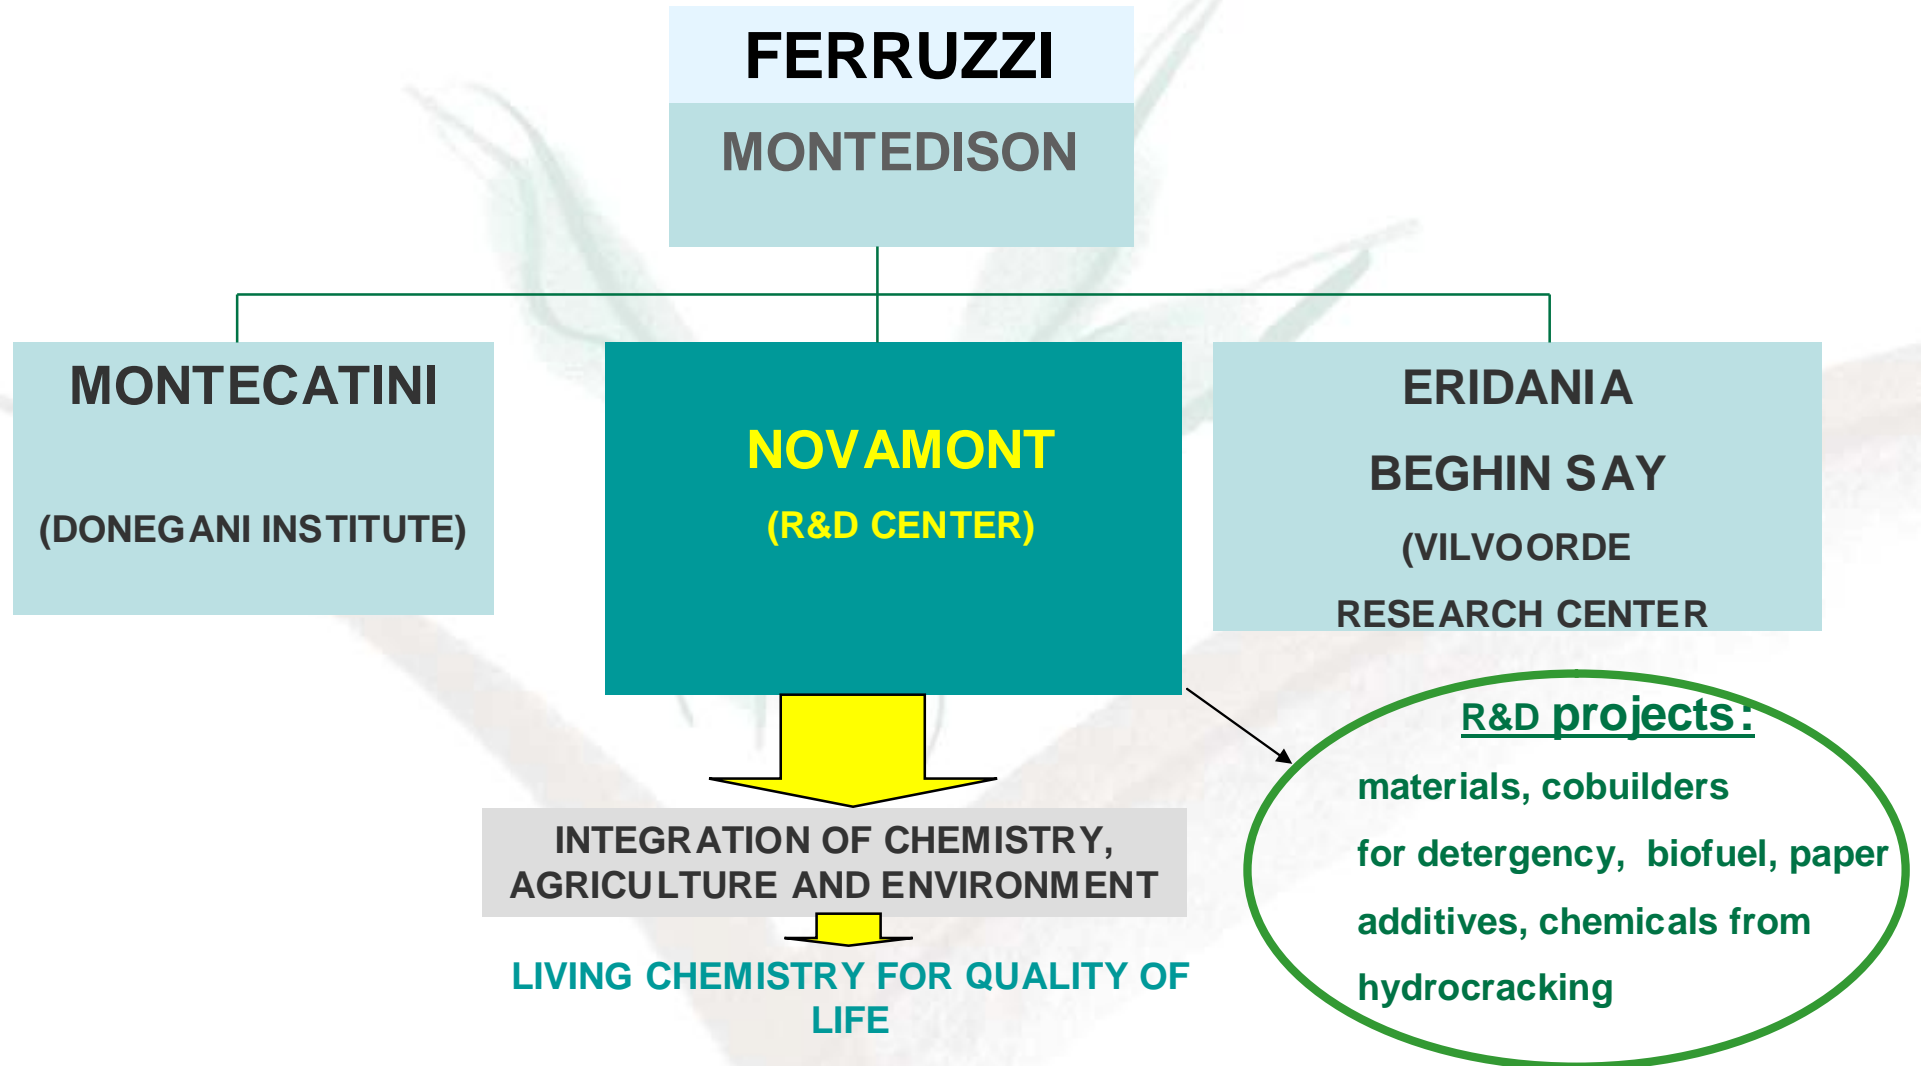 FERRUZZI
MONTEDISON
MONTECATINI
(DONEGANI INSTITUTE)
NOVAMONT
(R&D CENTER)
ERIDANIA
BEGHIN SAY
(VILVOORDE
RESEARCH CENTER
R&D projects:
materials, cobuilders
for detergency, biofuel, paper
additives, chemicals from
hydrocracking
INTEGRATION OF CHEMISTRY,
AGRICULTURE AND ENVIRONMENT
LIVING CHEMISTRY FOR QUALITY OF
LIFE